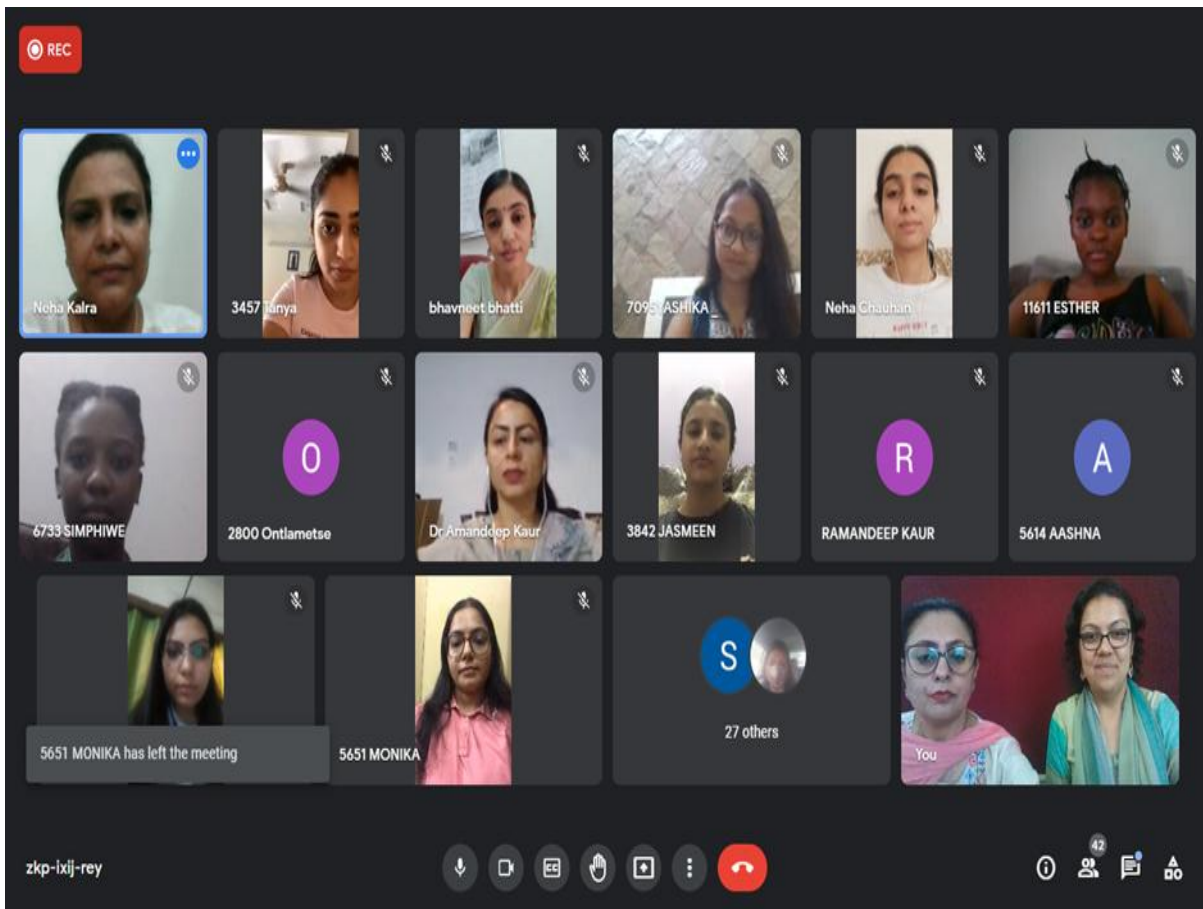 REC
Neha Kalra
3457 Tanya
bhavneet bhatti
7095 YASHIKA _
Neha Chauhan
11611 ESTHER
6733 SIMPHIWE
O
2800 Ontlametse
Dr Amandeep Kaur
3842 JASMEEN
R
RAMANDEEP KAUR
A
5614 AASHNA
5651 MONIKA has left the meeting
5651 MONIKA
S
27 others
You
zkp-ixij-rey
CC
42